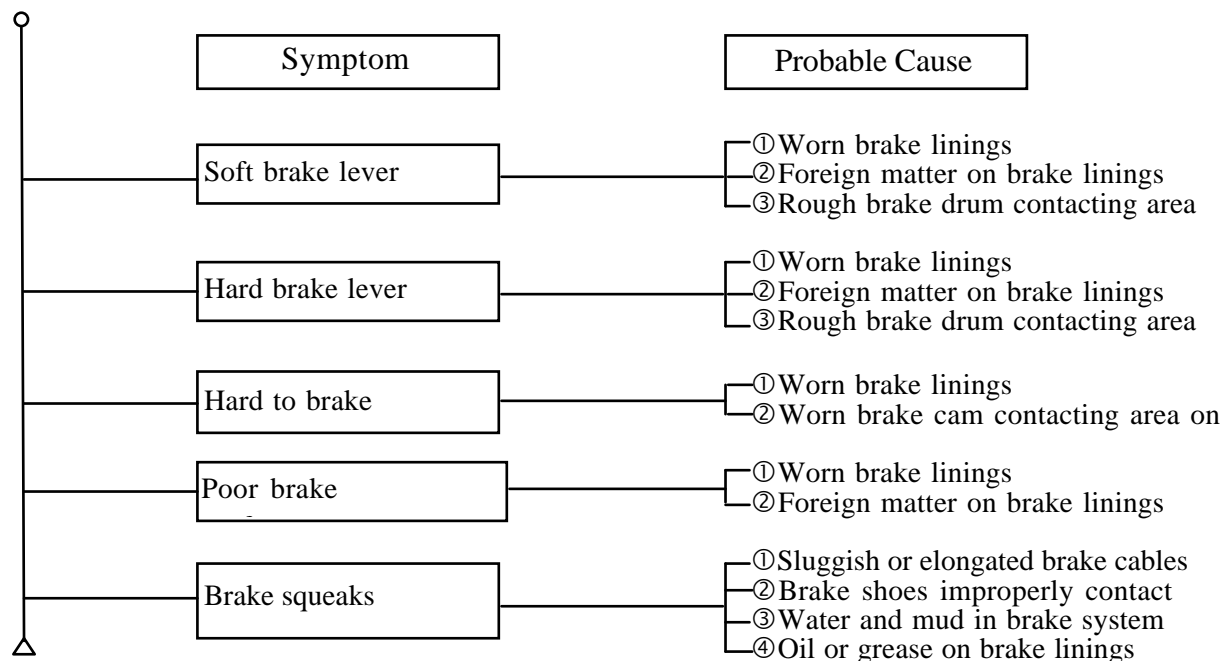 Symptom
Probable Cause
Soft brake lever
①Worn brake linings
②Foreign matter on brake linings
③Rough brake drum contacting area
Hard brake lever
①Worn brake linings
②Foreign matter on brake linings
③Rough brake drum contacting area
Hard to brake
①Worn brake linings
②Worn brake cam contacting area on
Poor brake
①Worn brake linings
②Foreign matter on brake linings
Brake squeaks
①Sluggish or elongated brake cables
②Brake shoes improperly contact
③Water and mud in brake system
④Oil or grease on brake linings